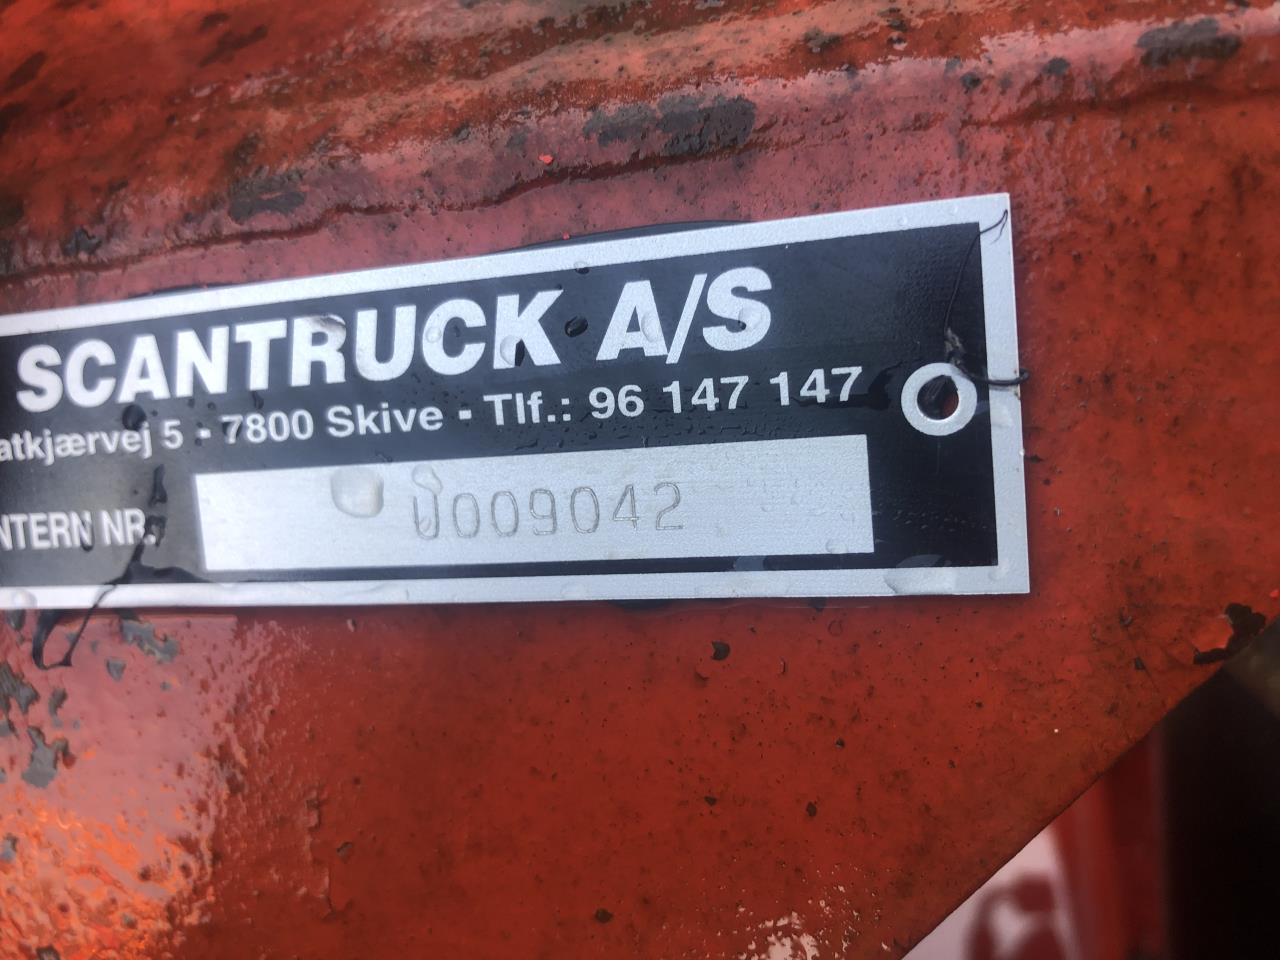 SCANTRUCK A/S
atkjærvej 5 - 7800 Skive - Tlf.: 96 147 147
NTERN NR.:
U009042